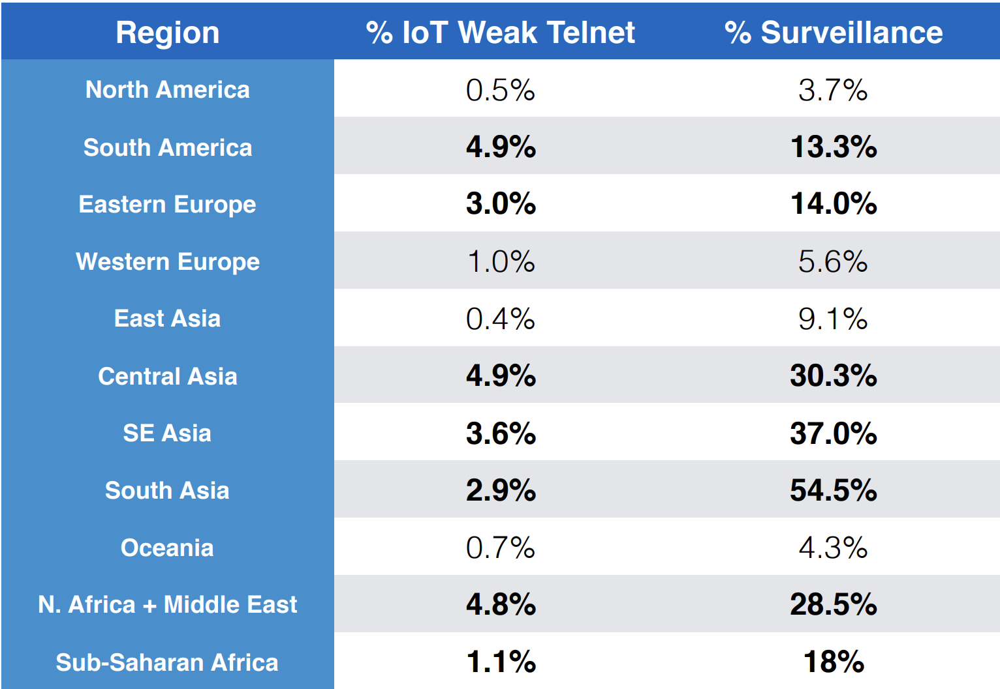 Region % IoT Weak Telnet % Surveillance
North America 0.5% 3.7%
South America 4.9% 13.3%
Eastern Europe 3.0% 14.0%
Western Europe 1.0% 5.6%
East Asia 0.4% 9.1%
Central Asia 4.9% 30.3%
SE Asia 3.6% 37.0%
South Asia 2.9% 54.5%
Oceania 0.7% 4.3%
N. Africa + Middle East 4.8% 28.5%
Sub-Saharan Africa 1.1% 18%